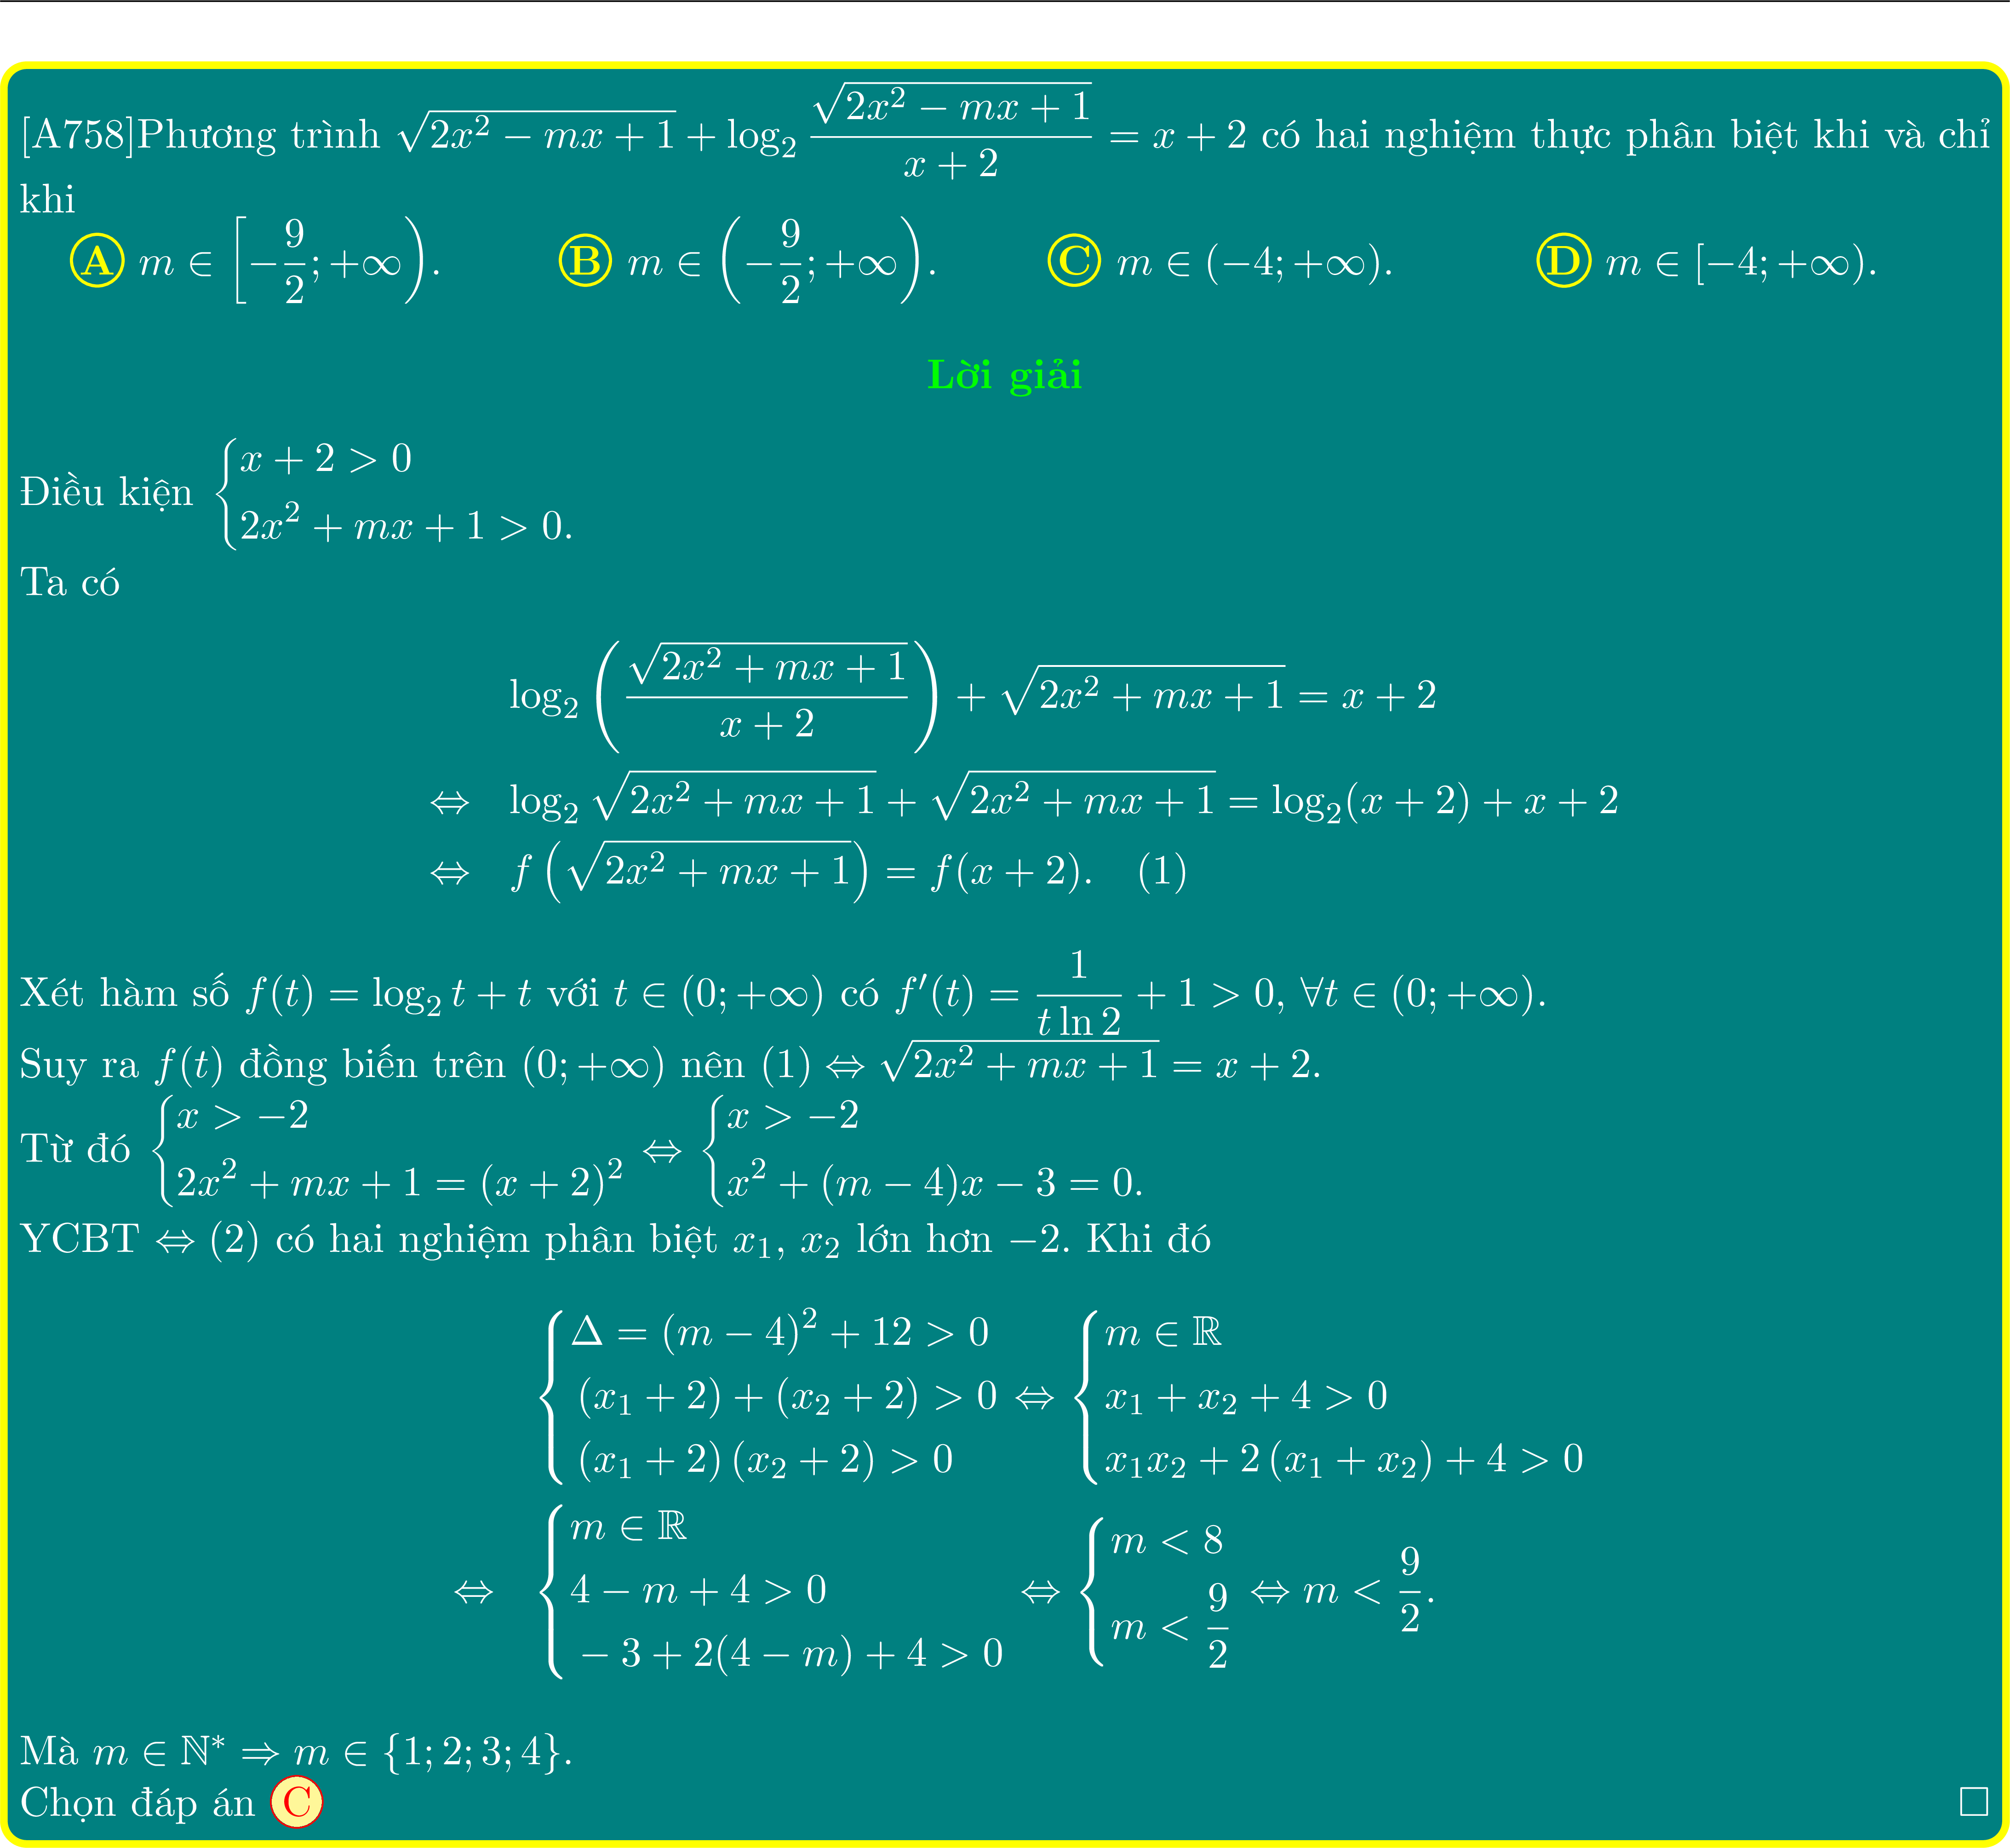 [A758]Phương trình $\sqrt{2x^2 - mx + 1} + \log_2 \dfrac{\sqrt{2x^2 - mx + 1}}{x + 2} = x + 2$ có hai nghiệm thực phân biệt khi và chỉ
khi
A $m \in \left[-\dfrac{9}{2}; +\infty\right)$. B $m \in \left(-\dfrac{9}{2}; +\infty\right)$. C $m \in (-4; +\infty)$. D $m \in [-4; +\infty)$.
Lời giải
Điều kiện $\begin{cases} x + 2 > 0 \\ 2x^2 + mx + 1 > 0. \end{cases}$
Ta có
$\log_2 \left(\dfrac{\sqrt{2x^2 + mx + 1}}{x + 2}\right) + \sqrt{2x^2 + mx + 1} = x + 2$
$\Leftrightarrow \log_2 \sqrt{2x^2 + mx + 1} + \sqrt{2x^2 + mx + 1} = \log_2(x + 2) + x + 2$
$\Leftrightarrow f\left(\sqrt{2x^2 + mx + 1}\right) = f(x + 2). \quad (1)$
Xét hàm số $f(t) = \log_2 t + t$ với $t \in (0; +\infty)$ có $f'(t) = \dfrac{1}{t \ln 2} + 1 > 0, \forall t \in (0; +\infty)$.
Suy ra $f(t)$ đồng biến trên $(0; +\infty)$ nên $(1) \Leftrightarrow \sqrt{2x^2 + mx + 1} = x + 2$.
Từ đó $\begin{cases} x > -2 \\ 2x^2 + mx + 1 = (x + 2)^2 \end{cases} \Leftrightarrow \begin{cases} x > -2 \\ x^2 + (m - 4)x - 3 = 0. \end{cases}$
YCBT $\Leftrightarrow$ (2) có hai nghiệm phân biệt $x_1$, $x_2$ lớn hơn $-2$. Khi đó
$\begin{cases} \Delta = (m - 4)^2 + 12 > 0 \\ (x_1 + 2) + (x_2 + 2) > 0 \\ (x_1 + 2)(x_2 + 2) > 0 \end{cases} \Leftrightarrow \begin{cases} m \in \mathbb{R} \\ x_1 + x_2 + 4 > 0 \\ x_1 x_2 + 2(x_1 + x_2) + 4 > 0 \end{cases}$
$\Leftrightarrow \begin{cases} m \in \mathbb{R} \\ 4 - m + 4 > 0 \\ -3 + 2(4 - m) + 4 > 0 \end{cases} \Leftrightarrow \begin{cases} m < 8 \\ m < \dfrac{9}{2} \end{cases} \Leftrightarrow m < \dfrac{9}{2}.$
Mà $m \in \mathbb{N}^* \Rightarrow m \in \{1; 2; 3; 4\}$.
Chọn đáp án C □